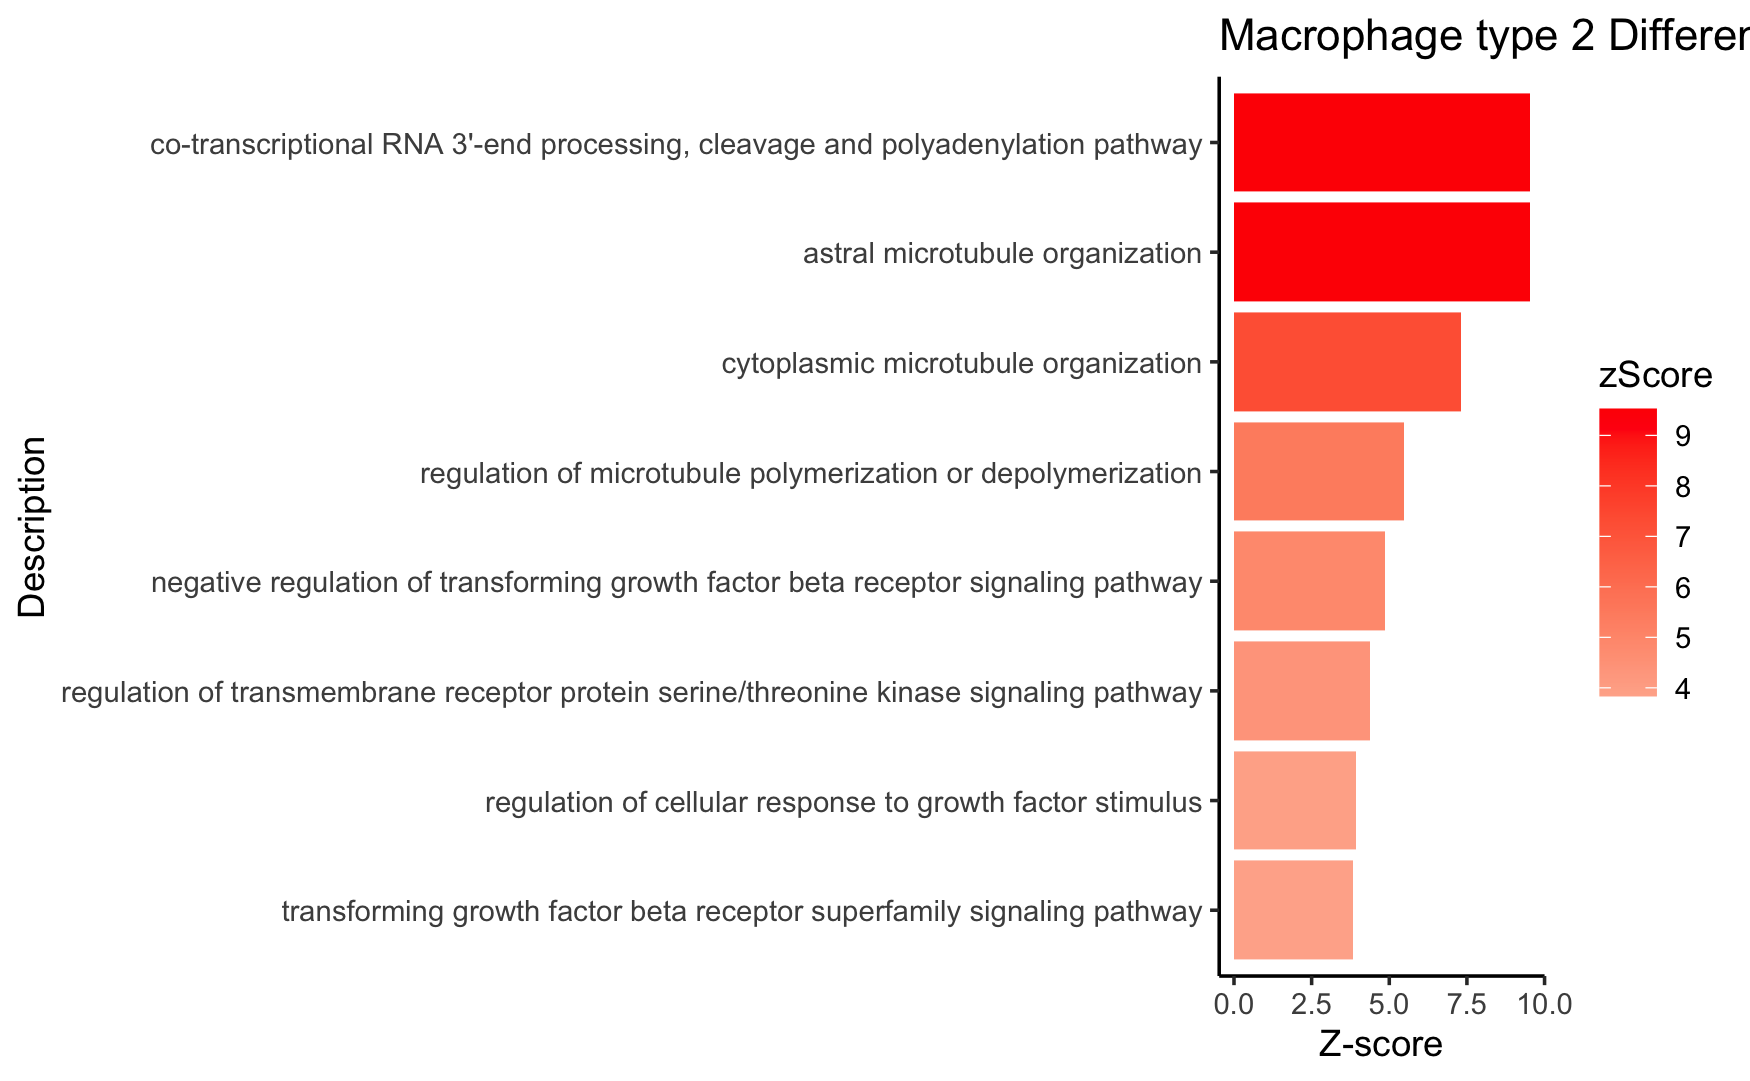 Macrophage type 2 Differen
co-transcriptional RNA 3'-end processing, cleavage and polyadenylation pathway
astral microtubule organization
cytoplasmic microtubule organization
regulation of microtubule polymerization or depolymerization
negative regulation of transforming growth factor beta receptor signaling pathway
regulation of transmembrane receptor protein serine/threonine kinase signaling pathway
regulation of cellular response to growth factor stimulus
transforming growth factor beta receptor superfamily signaling pathway
Description
0.0 2.5 5.0 7.5 10.0
Z-score
zScore
9
8
7
6
5
4